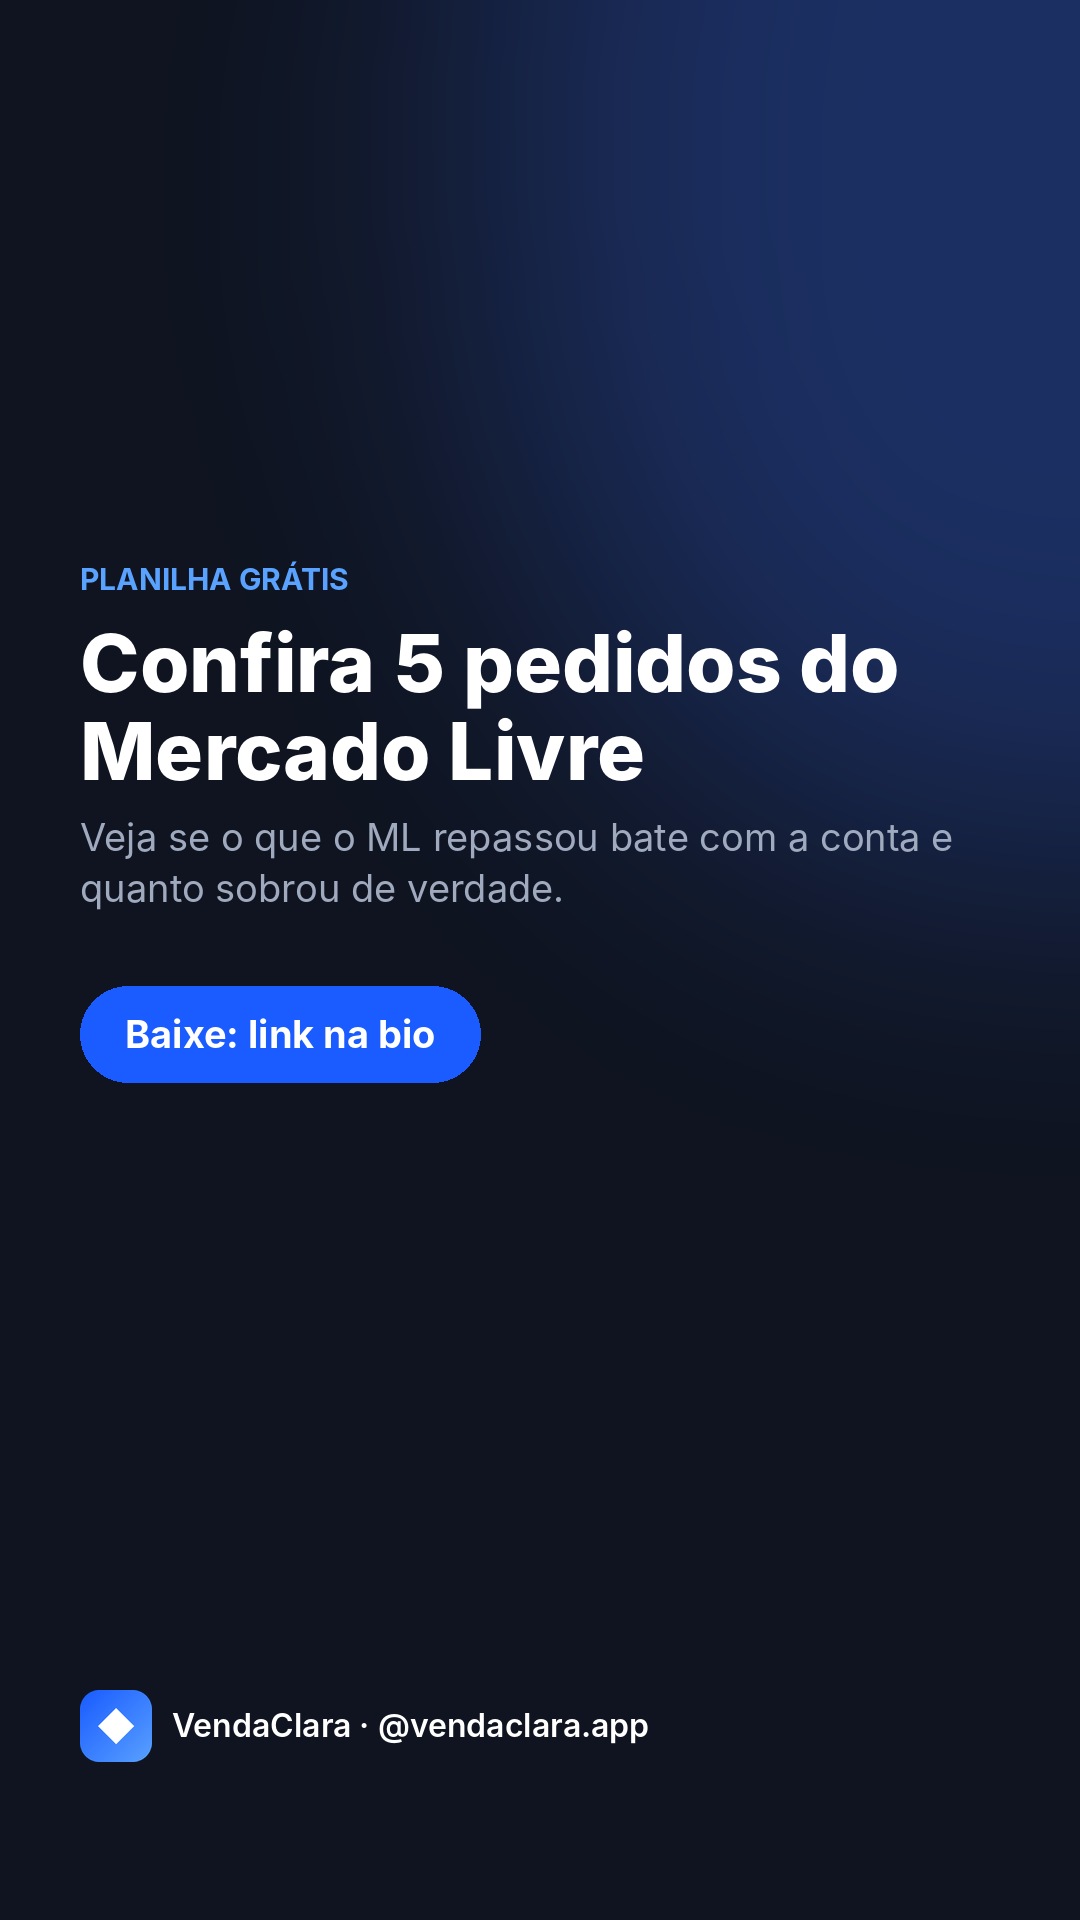 PLANILHA GRÁTIS
Confira 5 pedidos do
Mercado Livre
Veja se o que o ML repassou bate com a conta e
quanto sobrou de verdade.
Baixe: link na bio
VendaClara · @vendaclara.app